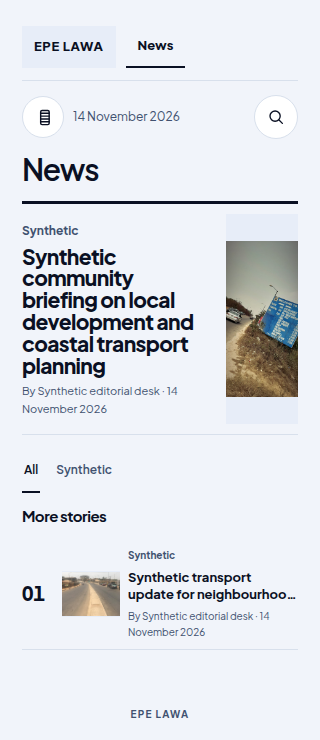 EPE LAWA
News
14 November 2026
News
Synthetic
Synthetic
community
briefing on local
development and
coastal transport
planning
By Synthetic editorial desk · 14
November 2026
All
Synthetic
More stories
01
Synthetic
Synthetic transport
update for neighbourhoo…
By Synthetic editorial desk · 14
November 2026
EPE LAWA